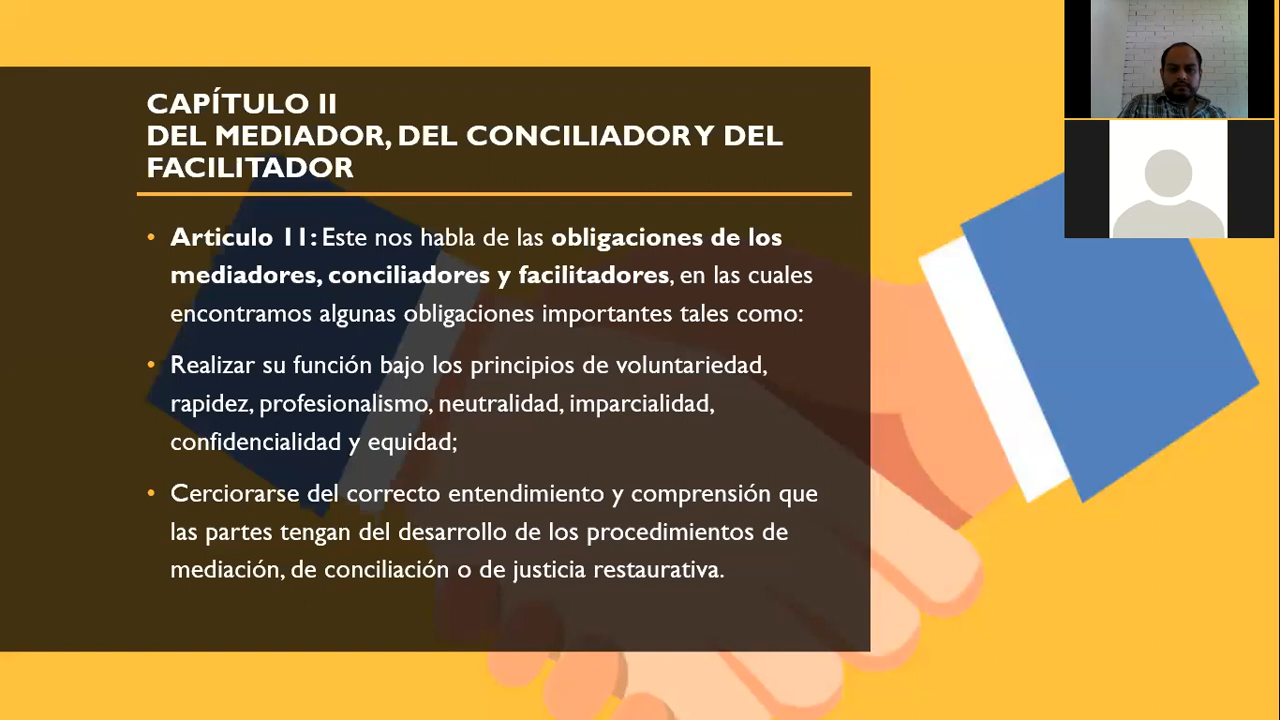 CAPÍTULO II
DEL MEDIADOR, DEL CONCILIADOR Y DEL
FACILITADOR
• Articulo 11: Este nos habla de las obligaciones de los
mediadores, conciliadores y facilitadores, en las cuales
encontramos algunas obligaciones importantes tales como:
• Realizar su función bajo los principios de voluntariedad,
rapidez, profesionalismo, neutralidad, imparcialidad,
confidencialidad y equidad;
• Cerciorarse del correcto entendimiento y comprensión que
las partes tengan del desarrollo de los procedimientos de
mediación, de conciliación o de justicia restaurativa.